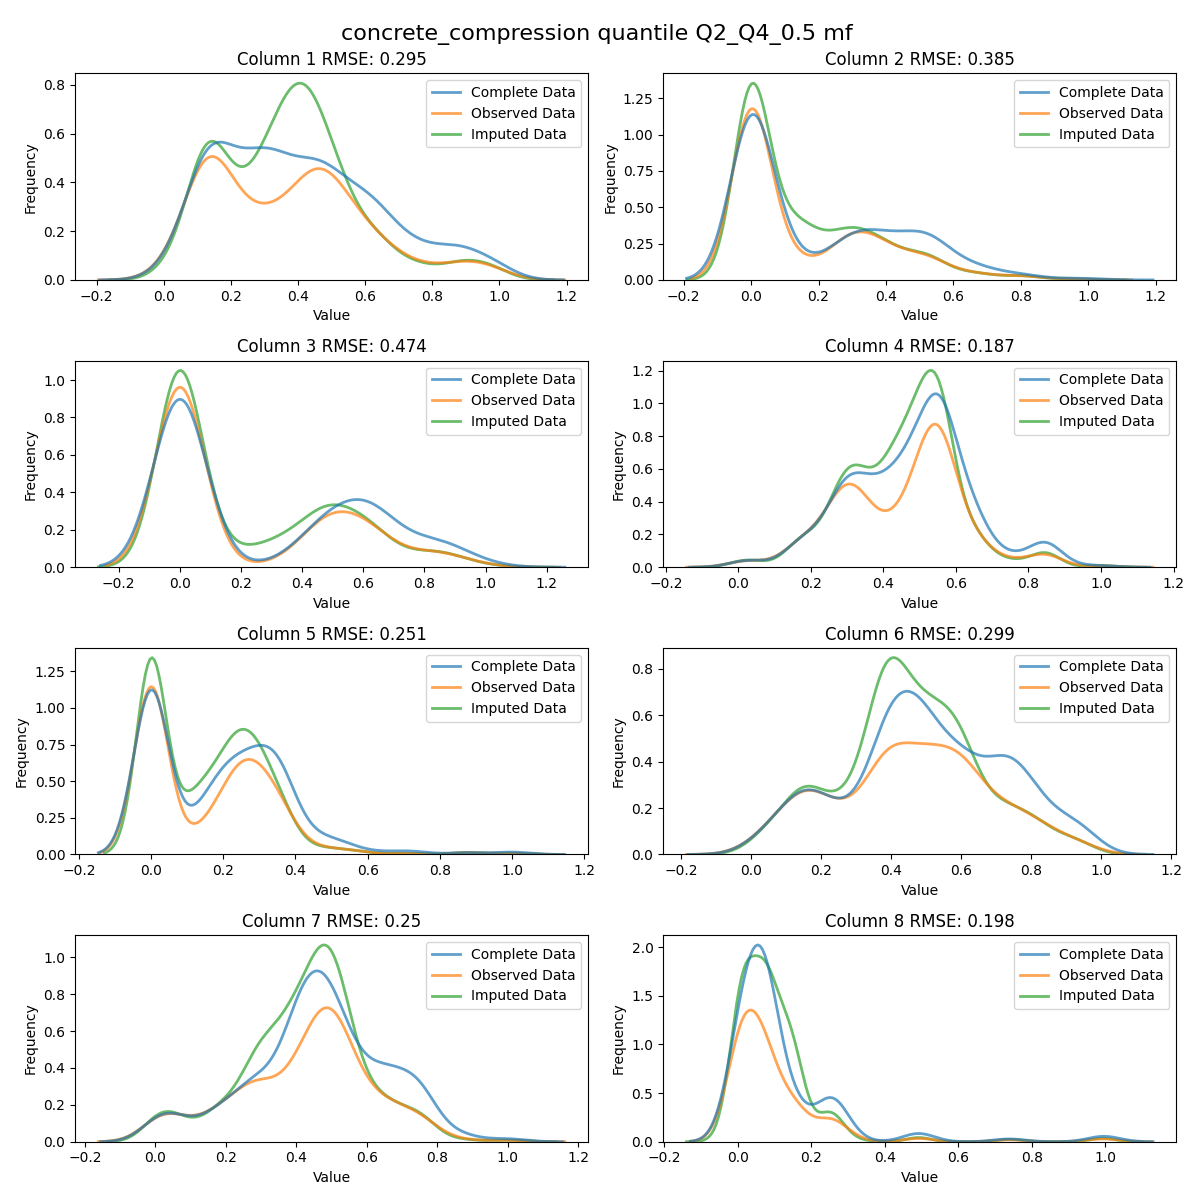 concrete_compression quantile Q2_Q4_0.5 mf
Column 1 RMSE: 0.295
0.8
0.6
0.4
0.2
0.0
Frequency
Complete Data
Observed Data
Imputed Data
−0.2 0.0 0.2 0.4 0.6 0.8 1.0 1.2
Value
Column 2 RMSE: 0.385
1.25
1.00
0.75
0.50
0.25
0.00
Frequency
Complete Data
Observed Data
Imputed Data
−0.2 0.0 0.2 0.4 0.6 0.8 1.0 1.2
Value
Column 3 RMSE: 0.474
1.0
0.8
0.6
0.4
0.2
0.0
Frequency
Complete Data
Observed Data
Imputed Data
−0.2 0.0 0.2 0.4 0.6 0.8 1.0 1.2
Value
Column 4 RMSE: 0.187
1.2
1.0
0.8
0.6
0.4
0.2
0.0
Frequency
Complete Data
Observed Data
Imputed Data
−0.2 0.0 0.2 0.4 0.6 0.8 1.0 1.2
Value
Column 5 RMSE: 0.251
1.25
1.00
0.75
0.50
0.25
0.00
Frequency
Complete Data
Observed Data
Imputed Data
−0.2 0.0 0.2 0.4 0.6 0.8 1.0 1.2
Value
Column 6 RMSE: 0.299
0.8
0.6
0.4
0.2
0.0
Frequency
Complete Data
Observed Data
Imputed Data
−0.2 0.0 0.2 0.4 0.6 0.8 1.0 1.2
Value
Column 7 RMSE: 0.25
1.0
0.8
0.6
0.4
0.2
0.0
Frequency
Complete Data
Observed Data
Imputed Data
−0.2 0.0 0.2 0.4 0.6 0.8 1.0 1.2
Value
Column 8 RMSE: 0.198
2.0
1.5
1.0
0.5
0.0
Frequency
Complete Data
Observed Data
Imputed Data
−0.2 0.0 0.2 0.4 0.6 0.8 1.0
Value